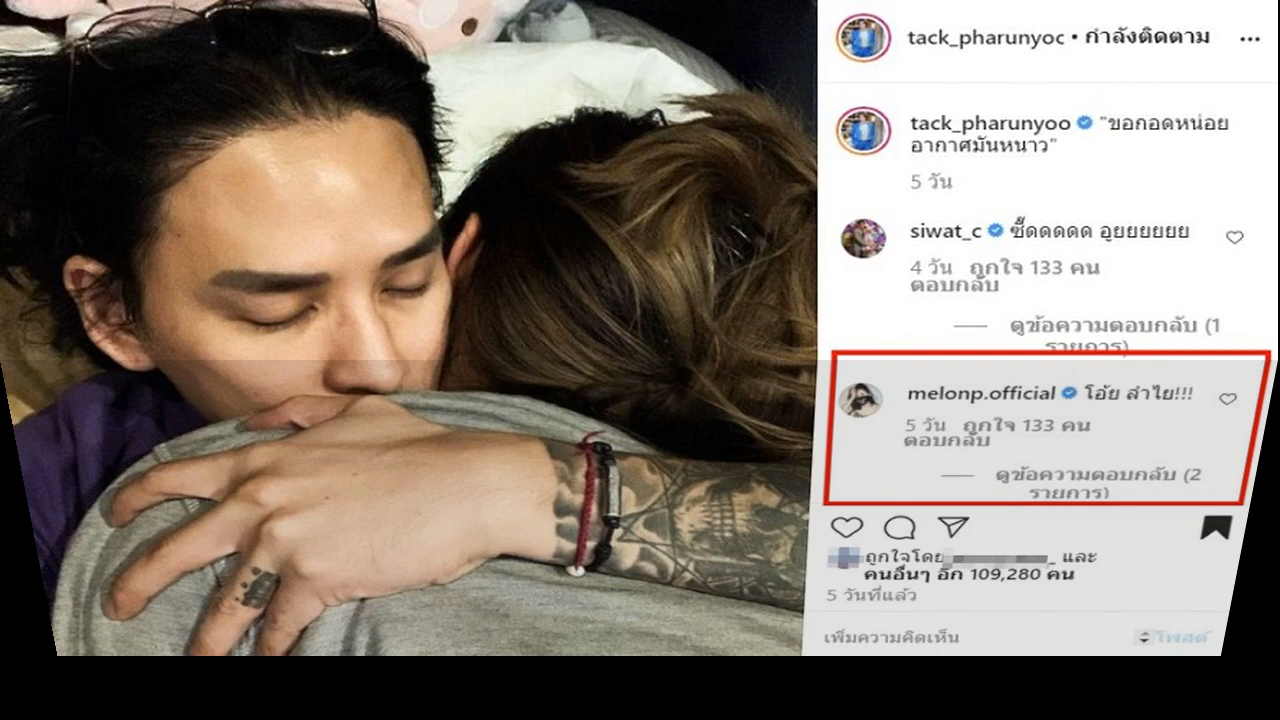 tack_pharunyoc • กำลังติดตาม
tack_pharunyoo "ขอกอดหน่อย
อากาศมันหนาว"
5 วัน
siwat_c ซี๊ดดดดด อูยยยยยย
4 วัน ถูกใจ 133 คน
ตอบกลับ
ดูข้อความตอบกลับ (1
รายการ)
melonp.official โอ้ย ลำไย!!!
5 วัน ถูกใจ 133 คน
ตอบกลับ
ดูข้อความตอบกลับ (2
รายการ)
ถูกใจโดย และ
คนอื่นๆ อีก 109,280 คน
5 วันที่แล้ว
เพิ่มความคิดเห็น
โพสต์